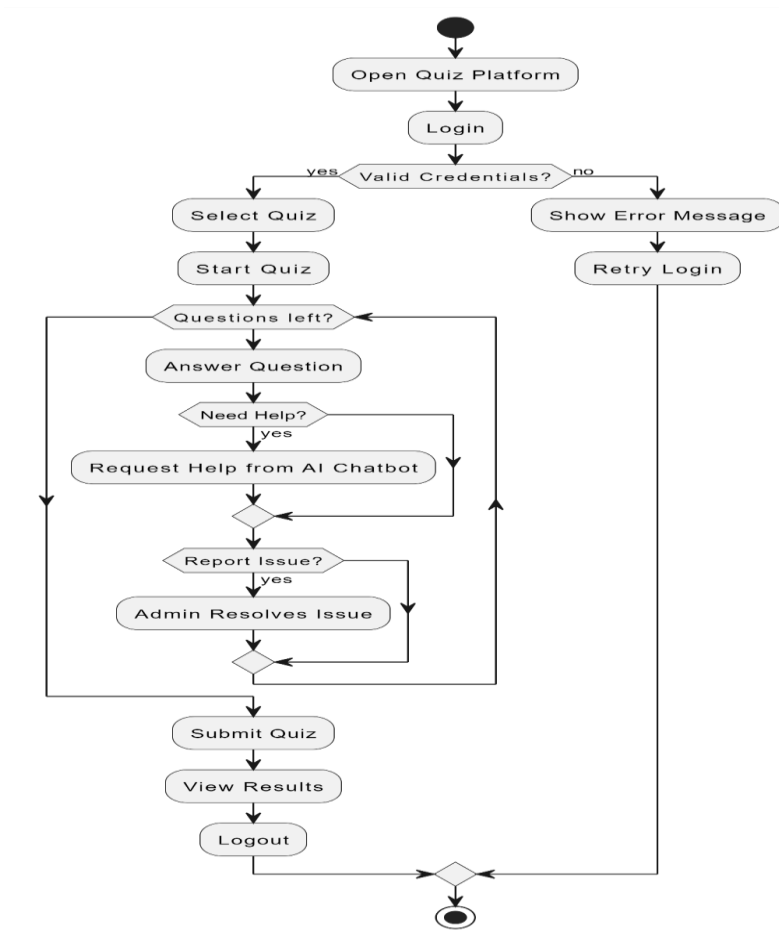 Open Quiz Platform
Login
yes
Valid Credentials?
no
Select Quiz
Show Error Message
Start Quiz
Retry Login
Questions left?
Answer Question
Need Help?
yes
Request Help from AI Chatbot
Report Issue?
yes
Admin Resolves Issue
Submit Quiz
View Results
Logout